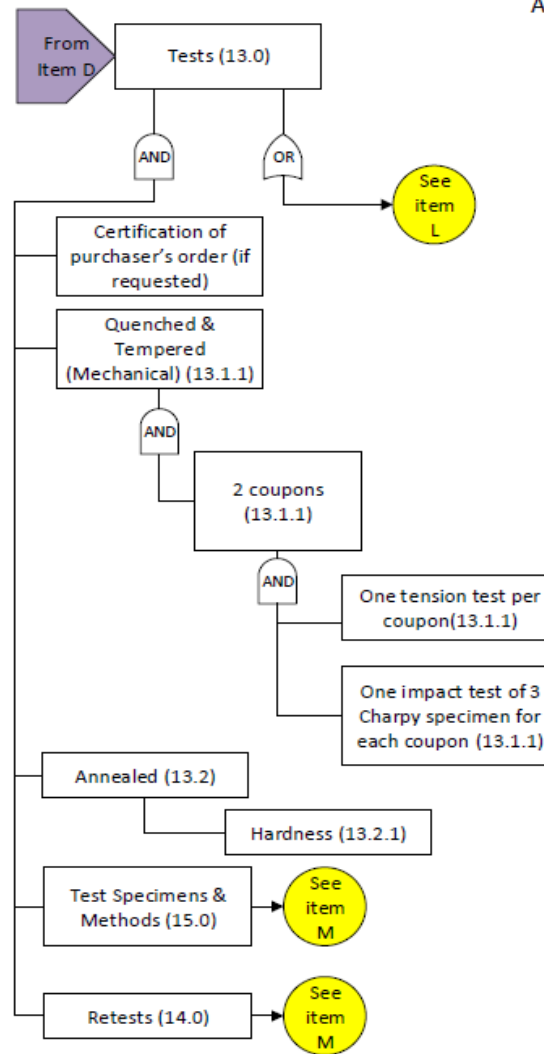 A
From
Item D
Tests (13.0)
AND
OR
See
item
L
Certification of
purchaser's order (if
requested)
Quenched &
Tempered
(Mechanical) (13.1.1)
AND
2 coupons
(13.1.1)
AND
One tension test per
coupon(13.1.1)
One impact test of 3
Charpy specimen for
each coupon (13.1.1)
Annealed (13.2)
Hardness (13.2.1)
Test Specimens &
Methods (15.0)
See
item
M
Retests (14.0)
See
item
M